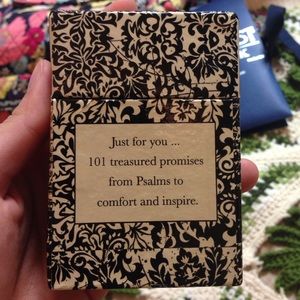 Just for you ...
101 treasured promises
from Psalms to
comfort and inspire.